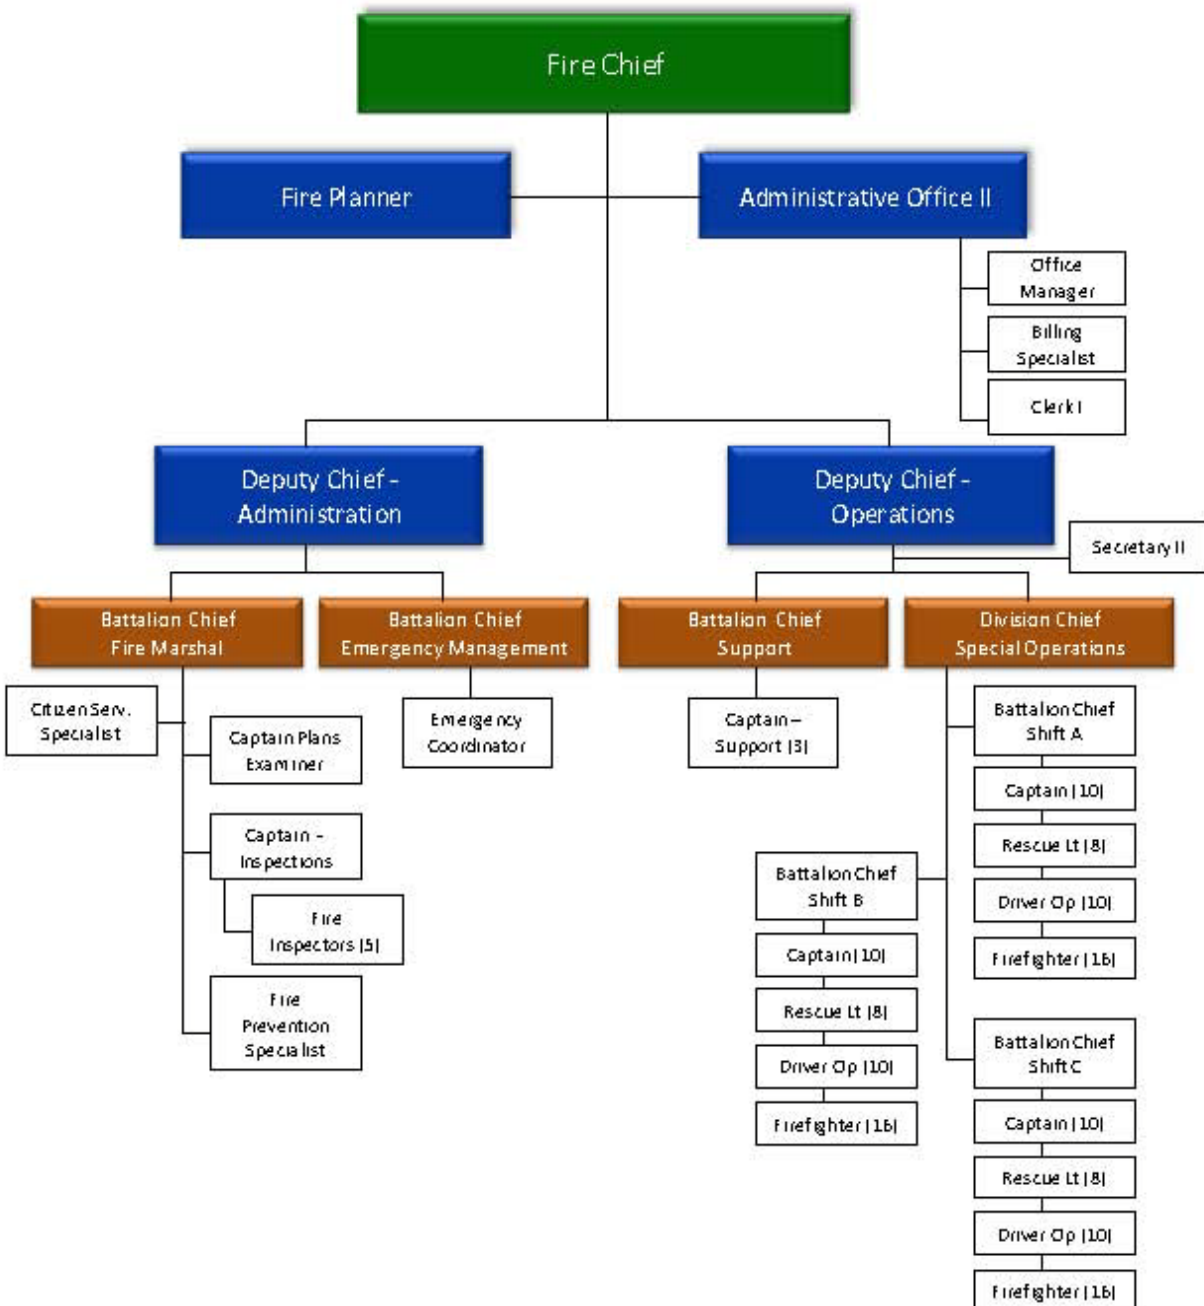 Fire Chief
Fire Planner
Administrative Office II
Office
Manager
Billing
Specialist
Clerk I
Deputy Chief –
Administration
Deputy Chief –
Operations
Secretary II
Battalion Chief
Fire Marshal
Battalion Chief
Emergency Management
Battalion Chief
Support
Division Chief
Special Operations
Citizen Serv.
Specialist
Captain Plans
Examiner
Captain –
Inspections
Fire
Inspectors (5)
Fire
Prevention
Specialist
Emergency
Coordinator
Captain –
Support (3)
Battalion Chief
Shift A
Captain (10)
Rescue Lt (8)
Driver Op (10)
Firefighter (16)
Battalion Chief
Shift B
Captain (10)
Rescue Lt (8)
Driver Op (10)
Firefighter (16)
Battalion Chief
Shift C
Captain (10)
Rescue Lt (8)
Driver Op (10)
Firefighter (16)